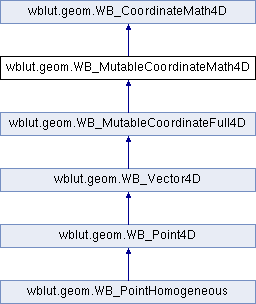 wblut.geom.WB_CoordinateMath4D
wblut.geom.WB_MutableCoordinateMath4D
wblut.geom.WB_MutableCoordinateFull4D
wblut.geom.WB_Vector4D
wblut.geom.WB_Point4D
wblut.geom.WB_PointHomogeneous